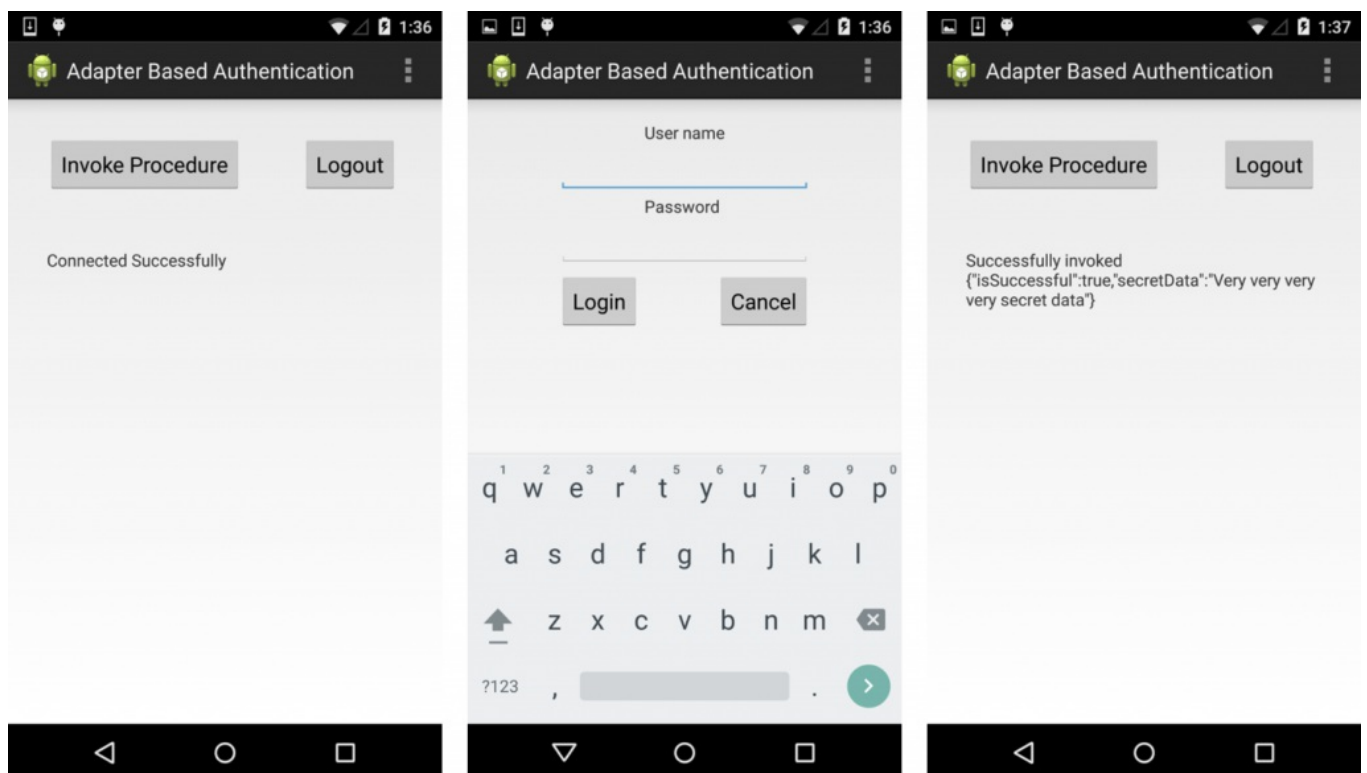 1:36
Adapter Based Authentication
Invoke Procedure
Logout
Connected Successfully
1:36
Adapter Based Authentication
User name
Password
Login
Cancel
1 2 3 4 5 6 7 8 9 0
q w e r t y u i o p
a s d f g h j k l
z x c v b n m
?123 , .
1:37
Adapter Based Authentication
Invoke Procedure
Logout
Successfully invoked
{"isSuccessful":true,"secretData":"Very very very
very secret data"}